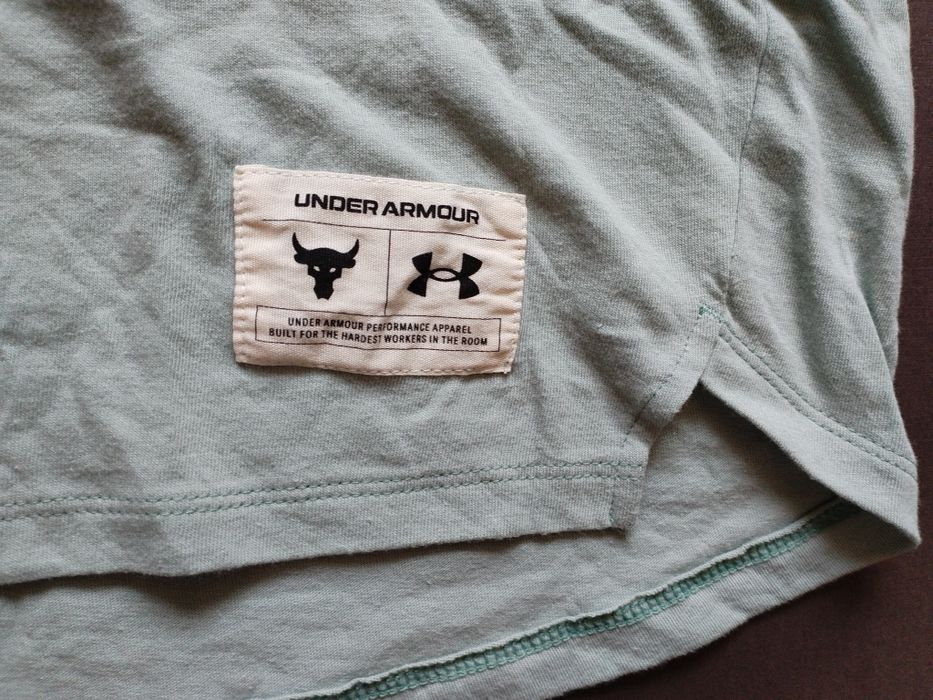 UNDER ARMOUR
UNDER ARMOUR PERFORMANCE APPAREL
BUILT FOR THE HARDEST WORKERS IN THE ROOM